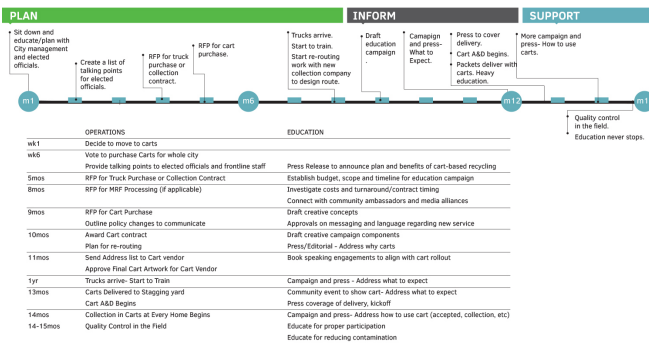 PLAN
INFORM
SUPPORT
Sit down and
educate/plan with
City management
and elected
officials.
Create a list of
talking points
for elected
officials.
RFP for truck
purchase or
collection
contract.
RFP for cart
purchase.
Trucks arrive.
Start to train.
Start re-routing
work with new
collection company
to design route.
Draft
education
campaign
.
Camapign
and press-
What to
Expect.
Press to cover
delivery.
Cart A&D begins.
Packets deliver with
carts. Heavy
education.
More campaign and
press- How to use
carts.
m1
m6
m12
m1
Quality control
in the field.
Education never stops.
OPERATIONS EDUCATION
wk1 Decide to move to carts
wk6 Vote to purchase Carts for whole city
Provide talking points to elected officials and frontline staff Press Release to announce plan and benefits of cart-based recycling
5mos RFP for Truck Purchase or Collection Contract Establish budget, scope and timeline for education campaign
8mos RFP for MRF Processing (if applicable) Investigate costs and turnaround/contract timing
Connect with community ambassadors and media alliances
9mos RFP for Cart Purchase Draft creative concepts
Outline policy changes to communicate Approvals on messaging and language regarding new service
10mos Award Cart contract Draft creative campaign components
Plan for re-routing Press/Editorial - Address why carts
11mos Send Address list to Cart vendor Book speaking engagements to align with cart rollout
Approve Final Cart Artwork for Cart Vendor
1yr Trucks arrive- Start to Train Campaign and press - Address what to expect
13mos Carts Delivered to Stagging yard Community event to show cart- Address what to expect
Cart A&D Begins Press coverage of delivery, kickoff
14mos Collection in Carts at Every Home Begins Campaign and press- Address how to use cart (accepted, collection, etc)
14-15mos Quality Control in the Field Educate for proper participation
Educate for reducing contamination